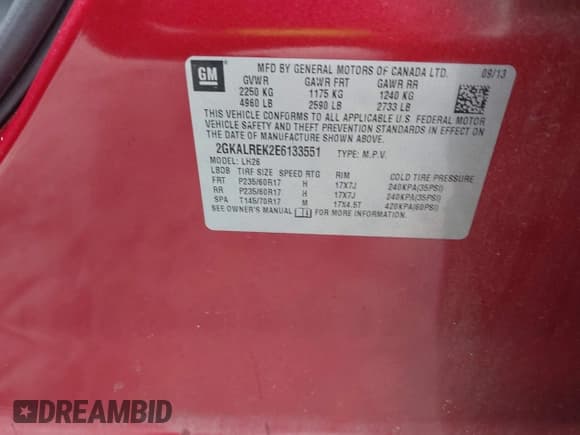 GM
MFD BY GENERAL MOTORS OF CANADA LTD. 09/13
GVWR GAWR FRT GAWR RR
2250 KG 1175 KG 1240 KG
4960 LB 2590 LB 2733 LB
THIS VEHICLE CONFORMS TO ALL APPLICABLE U.S. FEDERAL MOTOR
VEHICLE SAFETY AND THEFT PREVENTION STANDARDS IN EFFECT ON
THE DATE OF MANUFACTURE SHOWN ABOVE.
2GKALREK2E6133551 TYPE: M.P.V.
MODEL: LH26
LBDB TIRE SIZE SPEED RTG RIM COLD TIRE PRESSURE
FRT P235/60R17 H 17X7J 240KPA(35PSI)
RR P235/60R17 H 17X7J 240KPA(35PSI)
SPA T145/70R17 M 17X4.5T 420KPA(60PSI)
SEE OWNER'S MANUAL FOR MORE INFORMATION.
DREAMBID